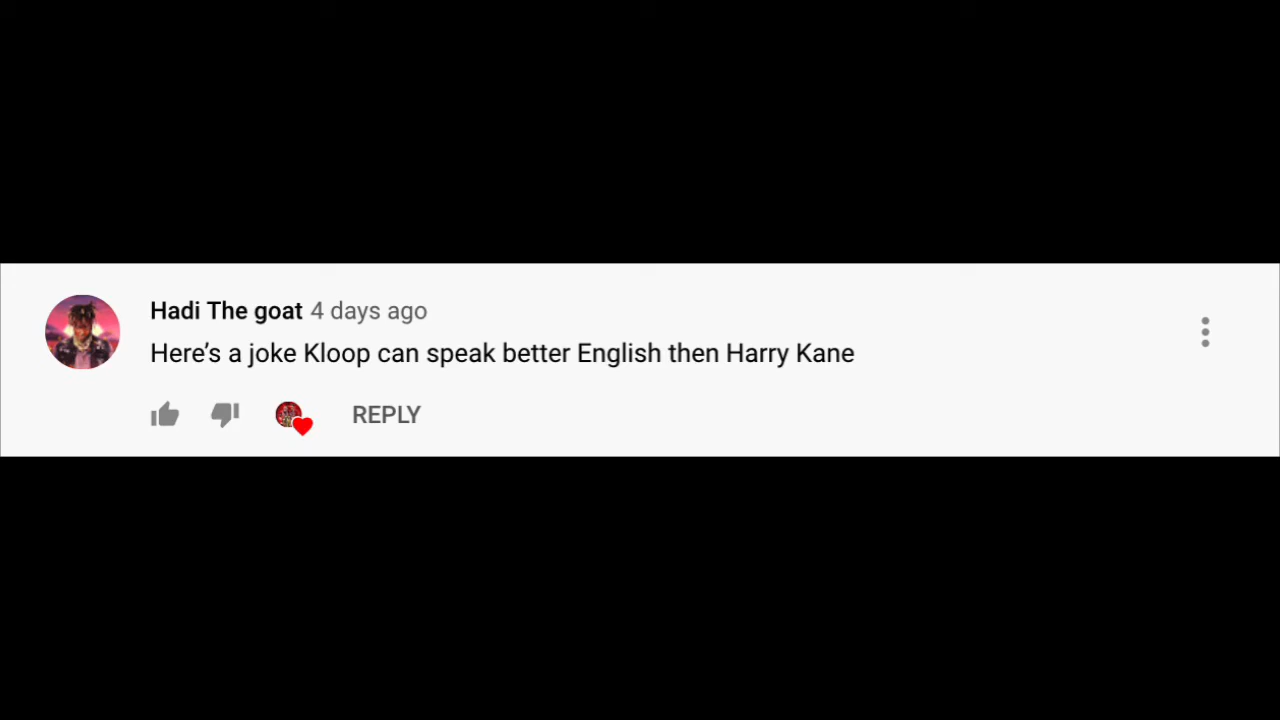 Hadi The goat 4 days ago
Here’s a joke Kloop can speak better English then Harry Kane
REPLY